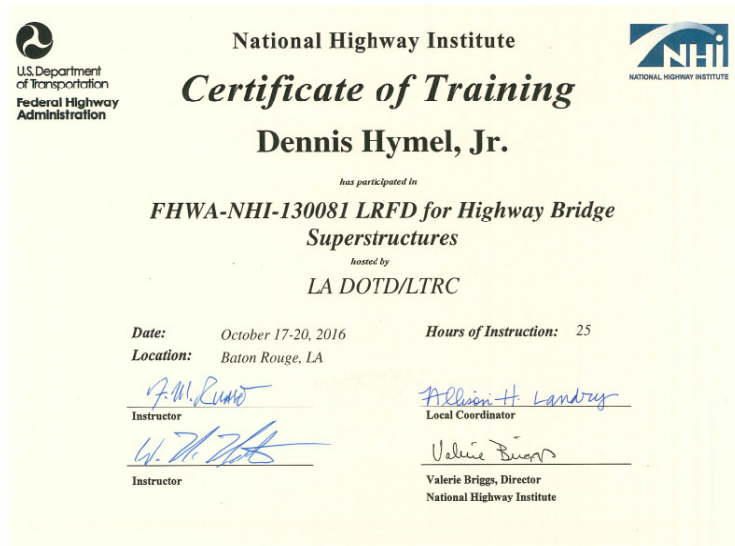 National Highway Institute
U.S. Department
of Transportation
Federal Highway
Administration
NHi
NATIONAL HIGHWAY INSTITUTE
Certificate of Training
Dennis Hymel, Jr.
has participated in
FHWA-NHI-130081 LRFD for Highway Bridge
Superstructures
hosted by
LA DOTD/LTRC
Date: October 17-20, 2016
Hours of Instruction: 25
Location: Baton Rouge, LA
Allison H. Landry
Instructor
Local Coordinator
Valerie Briggs
Instructor
Valerie Briggs, Director
National Highway Institute